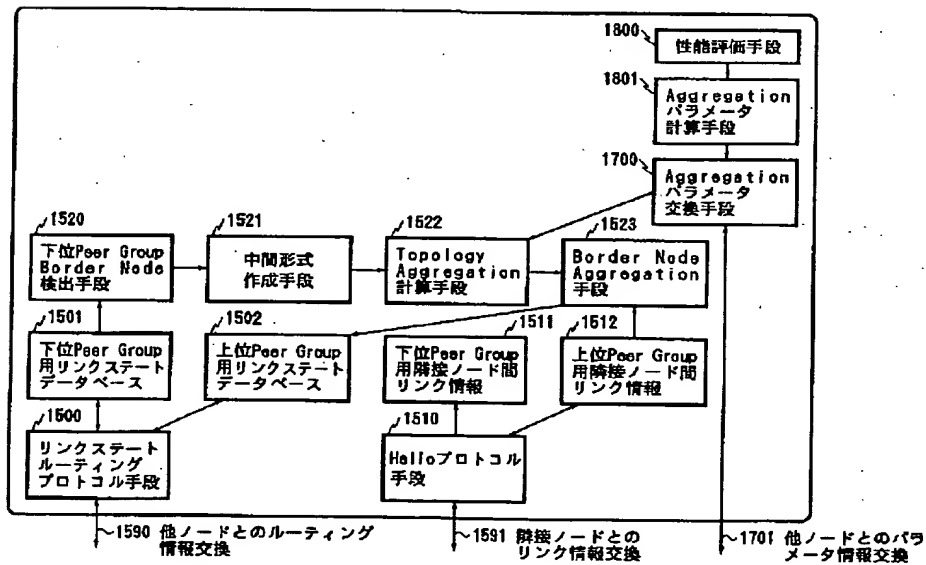 1800
性能評価手段
1801
Aggregation
パラメータ
計算手段
1700
Aggregation
パラメータ
交換手段
1520
下位Peer Group
Border Node
検出手段
1521
中間形式
作成手段
1522
Topology
Aggregation
計算手段
1523
Border Node
Aggregation
手段
1501
下位Peer Group
用リンクステート
データベース
1502
上位Peer Group
用リンクステート
データベース
1511
下位Peer Group
用隣接ノード間
リンク情報
1512
上位Peer Group
用隣接ノード間
リンク情報
1500
リンクステート
ルーティング
プロトコル手段
1510
Helloプロトコル
手段
1590 他ノードとのルーティング
情報交換
1591 隣接ノードとの
リンク情報交換
1701 他ノードとのパラ
メータ情報交換